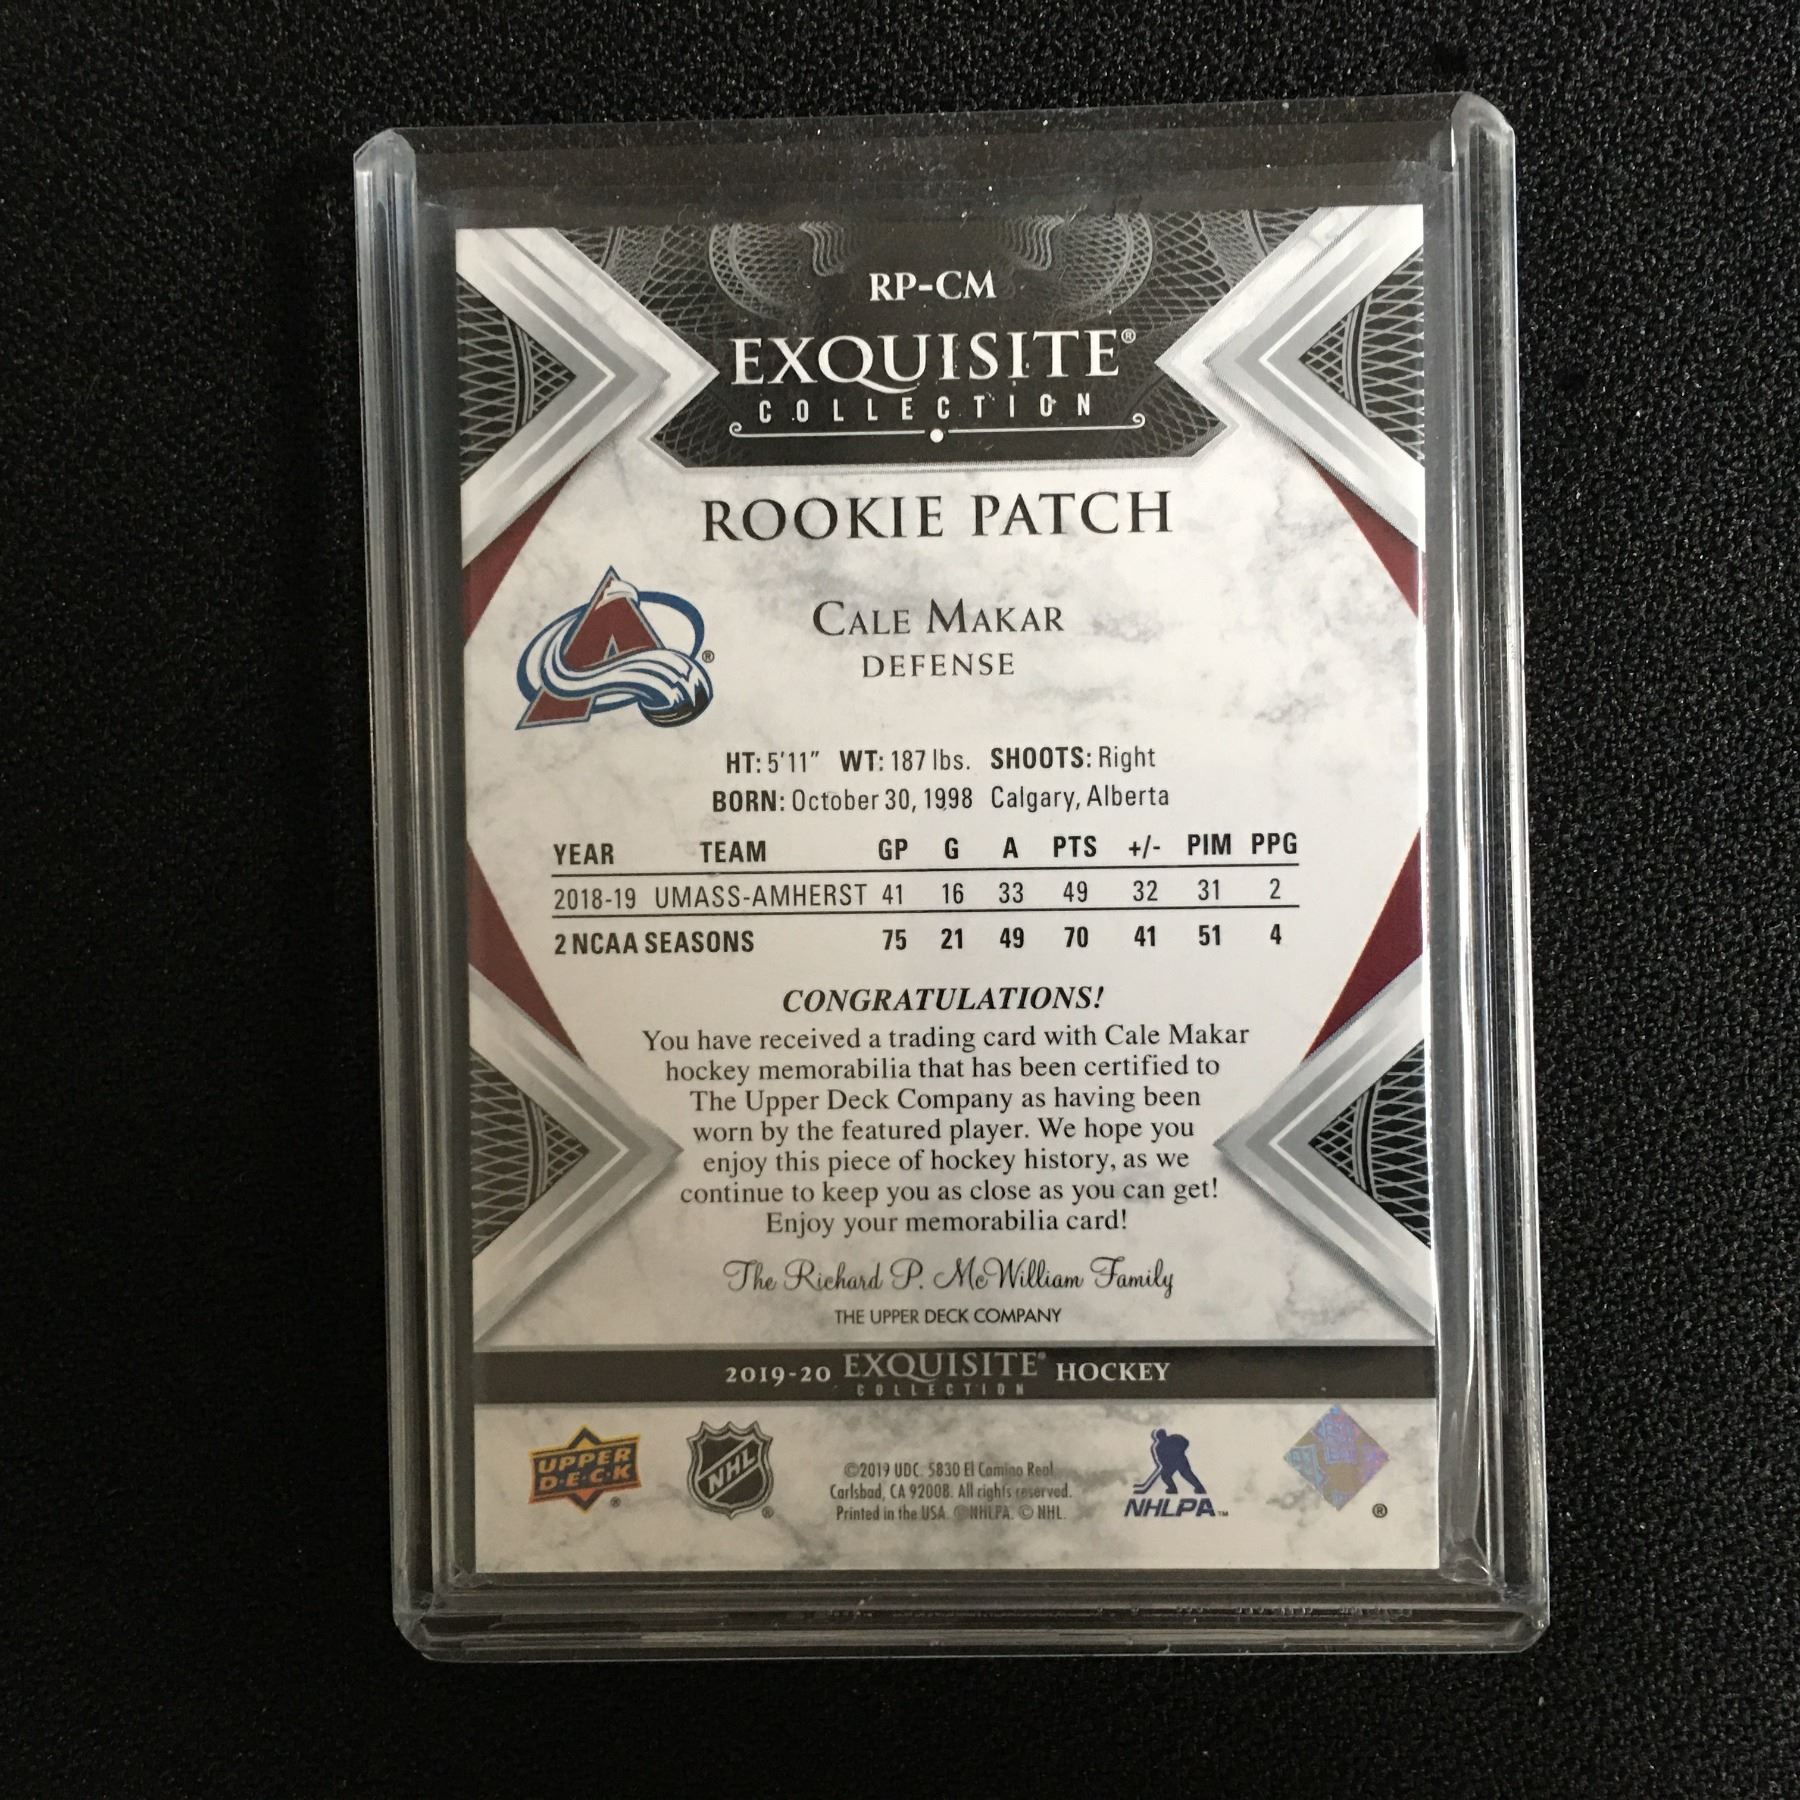 RP-CM
EXQUISITE®
COLLECTION
ROOKIE PATCH
®
CALE MAKAR
DEFENSE
HT: 5'11" WT: 187 lbs. SHOOTS: Right
BORN: October 30, 1998 Calgary, Alberta
YEAR TEAM GP G A PTS +/- PIM PPG
2018-19 UMASS-AMHERST 41 16 33 49 32 31 2
2 NCAA SEASONS 75 21 49 70 41 51 4
CONGRATULATIONS!
You have received a trading card with Cale Makar
hockey memorabilia that has been certified to
The Upper Deck Company as having been
worn by the featured player. We hope you
enjoy this piece of hockey history, as we
continue to keep you as close as you can get!
Enjoy your memorabilia card!
The Richard P. McWilliam Family
THE UPPER DECK COMPANY
2019-20 EXQUISITE® HOCKEY
COLLECTION
UPPER
D·E·C·K
®
NHL
®
©2019 UDC. 5830 El Camino Real
Carlsbad, CA 92008. All rights reserved.
Printed in the USA. © NHLPA. © NHL.
NHLPA™
®